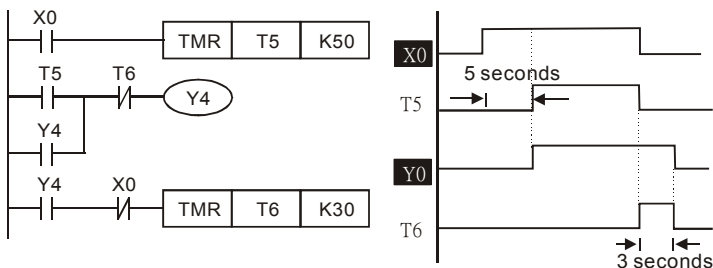 X0
TMR T5 K50
T5 T6
Y4
Y4
Y4 X0
TMR T6 K30
X0
5 seconds
T5
Y0
T6
3 seconds